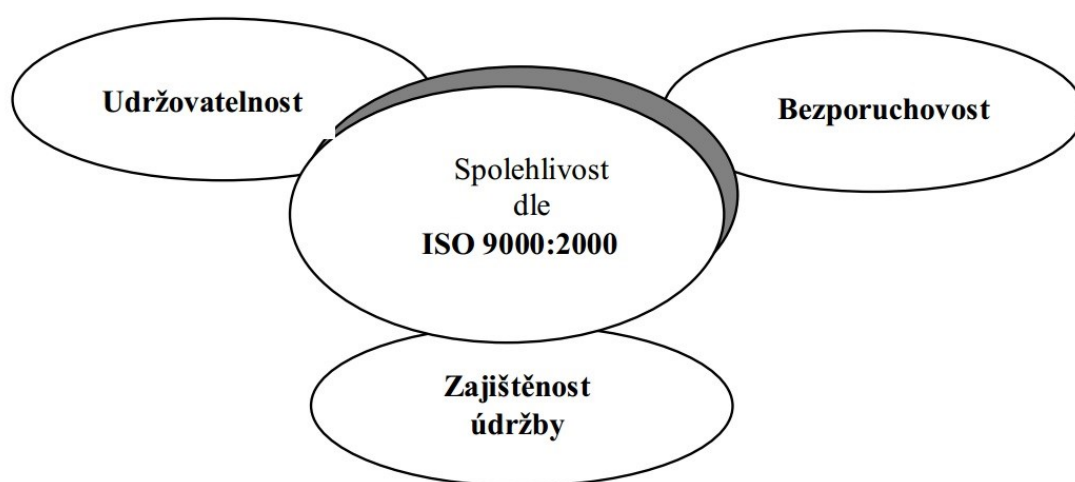 Udržovatelnost
Bezporuchovost
Spolehlivost
dle
ISO 9000:2000
Zajištěnost
údržby